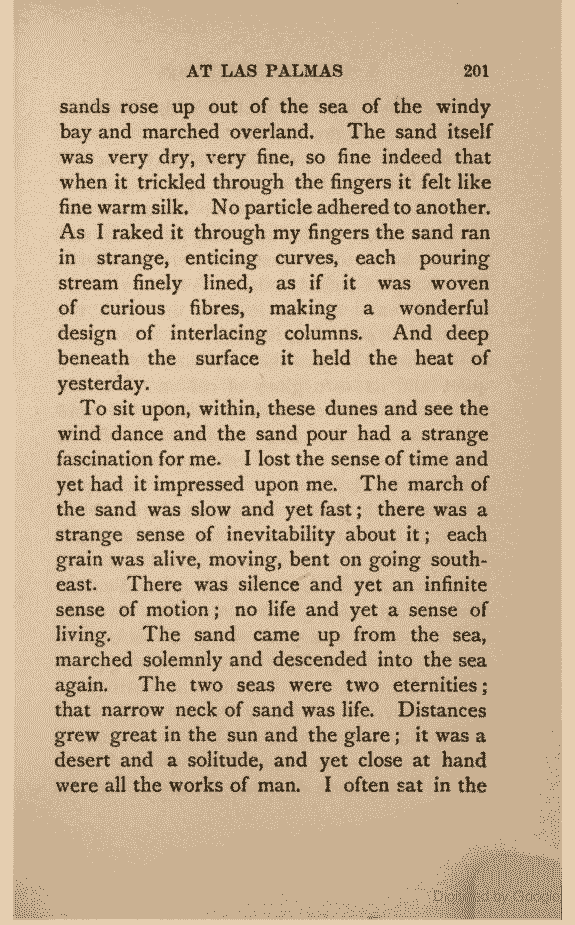 AT LAS PALMAS 201
sands rose up out of the sea of the windy
bay and marched overland. The sand itself
was very dry, very fine, so fine indeed that
when it trickled through the fingers it felt like
fine warm silk. No particle adhered to another.
As I raked it through my fingers the sand ran
in strange, enticing curves, each pouring
stream finely lined, as if it was woven
of curious fibres, making a wonderful
design of interlacing columns. And deep
beneath the surface it held the heat of
yesterday.
To sit upon, within, these dunes and see the
wind dance and the sand pour had a strange
fascination for me. I lost the sense of time and
yet had it impressed upon me. The march of
the sand was slow and yet fast; there was a
strange sense of inevitability about it; each
grain was alive, moving, bent on going south-
east. There was silence and yet an infinite
sense of motion; no life and yet a sense of
living. The sand came up from the sea,
marched solemnly and descended into the sea
again. The two seas were two eternities;
that narrow neck of sand was life. Distances
grew great in the sun and the glare; it was a
desert and a solitude, and yet close at hand
were all the works of man. I often sat in the
Digitized by Google